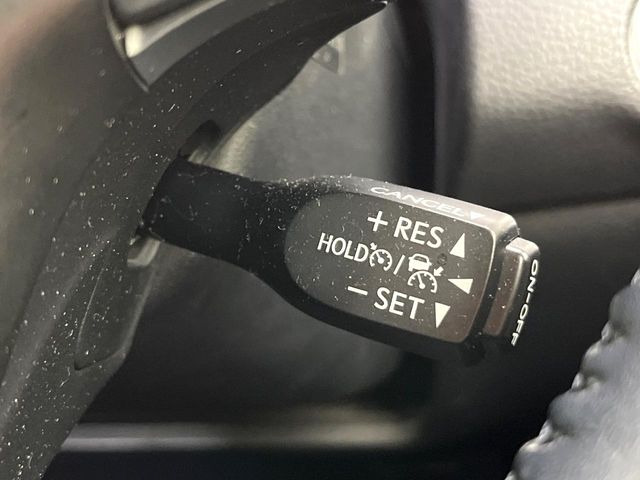 CANCEL▼
+ RES ▲
HOLD / ◀
− SET ▼
ON-OFF